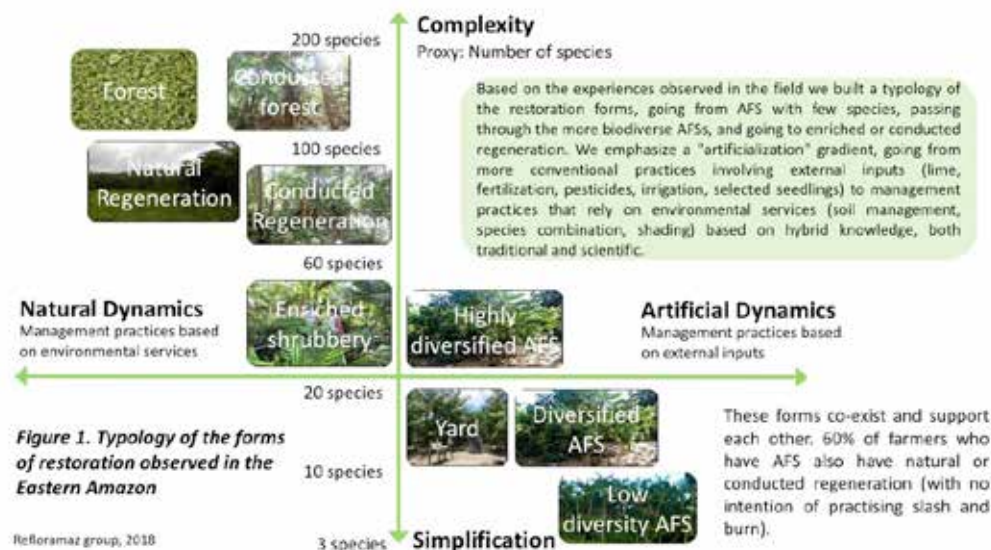 Complexity
Proxy: Number of species
200 species
Forest
Conducted
forest
Based on the experiences observed in the field we built a typology of
the restoration forms, going from AFS with few species, passing
through the more biodiverse AFSs, and going to enriched or conducted
regeneration. We emphasize a "artificialization" gradient, going from
more conventional practices involving external inputs (lime,
fertilization, pesticides, irrigation, selected seedlings) to management
practices that rely on environmental services (soil management,
species combination, shading) based on hybrid knowledge, both
traditional and scientific.
100 species
Natural
Regeneration
Conducted
Regeneration
60 species
Natural Dynamics
Management practices based
on environmental services
Enriched
shrubbery
Highly
diversified AFS
Artificial Dynamics
Management practices based
on external inputs
20 species
Yard
Diversified
AFS
Figure 1. Typology of the forms
of restoration observed in the
Eastern Amazon
10 species
Low
diversity AFS
These forms co-exist and support
each other. 60% of farmers who
have AFS also have natural or
conducted regeneration (with no
intention of practising slash and
burn).
Refloramaz group, 2018
3 species
Simplification